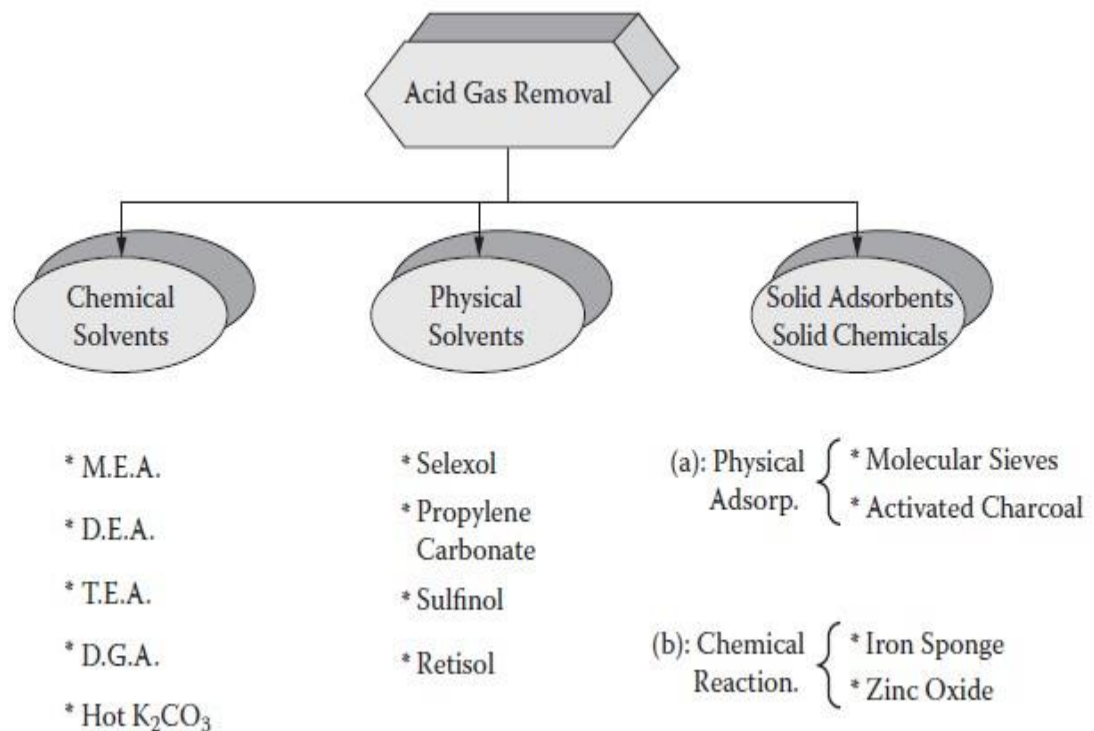 Acid Gas Removal
Chemical
Solvents
Physical
Solvents
Solid Adsorbents
Solid Chemicals
* M.E.A.
* D.E.A.
* T.E.A.
* D.G.A.
* Hot K₂CO₃
* Selexol
* Propylene
Carbonate
* Sulfinol
* Retisol
(a): Physical
Adsorp.
* Molecular Sieves
* Activated Charcoal
(b): Chemical
Reaction.
* Iron Sponge
* Zinc Oxide